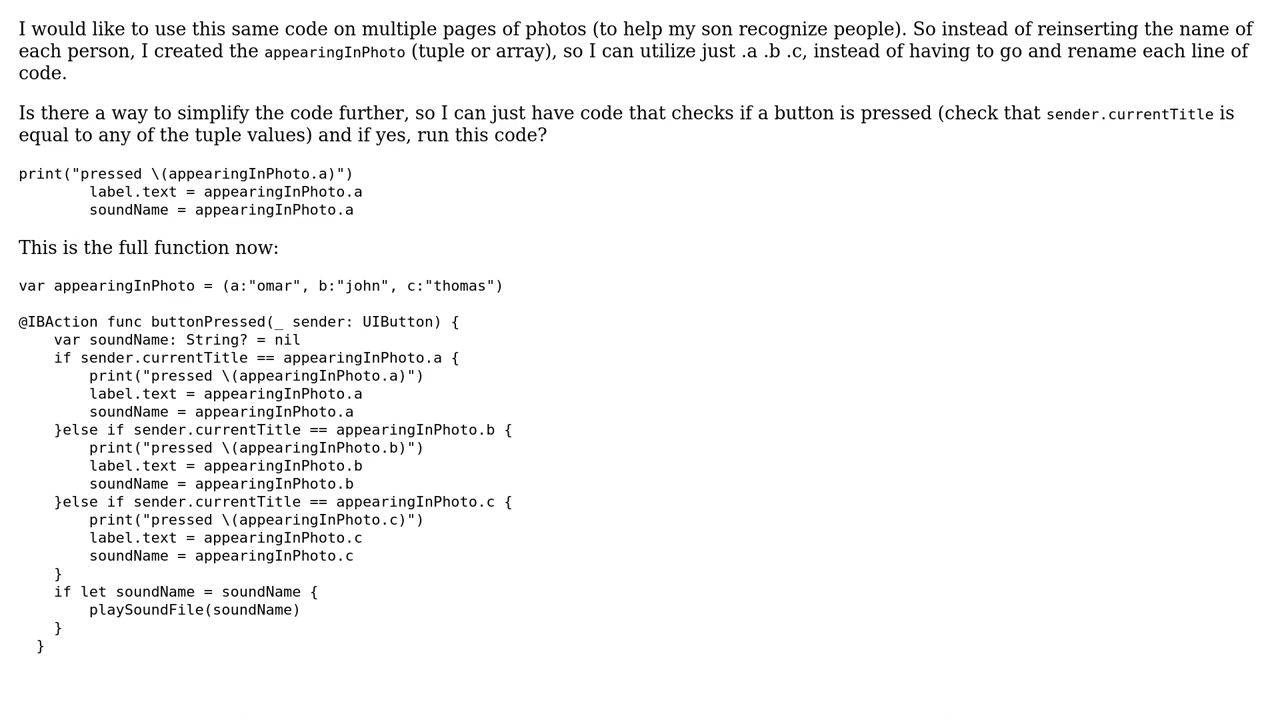 I would like to use this same code on multiple pages of photos (to help my son recognize people). So instead of reinserting the name of
each person, I created the appearingInPhoto (tuple or array), so I can utilize just .a .b .c, instead of having to go and rename each line of
code.
Is there a way to simplify the code further, so I can just have code that checks if a button is pressed (check that sender.currentTitle is
equal to any of the tuple values) and if yes, run this code?
print("pressed \(appearingInPhoto.a)")
        label.text = appearingInPhoto.a
        soundName = appearingInPhoto.a
This is the full function now:
var appearingInPhoto = (a:"omar", b:"john", c:"thomas")
@IBAction func buttonPressed(_ sender: UIButton) {
    var soundName: String? = nil
    if sender.currentTitle == appearingInPhoto.a {
        print("pressed \(appearingInPhoto.a)")
        label.text = appearingInPhoto.a
        soundName = appearingInPhoto.a
    }else if sender.currentTitle == appearingInPhoto.b {
        print("pressed \(appearingInPhoto.b)")
        label.text = appearingInPhoto.b
        soundName = appearingInPhoto.b
    }else if sender.currentTitle == appearingInPhoto.c {
        print("pressed \(appearingInPhoto.c)")
        label.text = appearingInPhoto.c
        soundName = appearingInPhoto.c
    }
    if let soundName = soundName {
        playSoundFile(soundName)
    }
  }